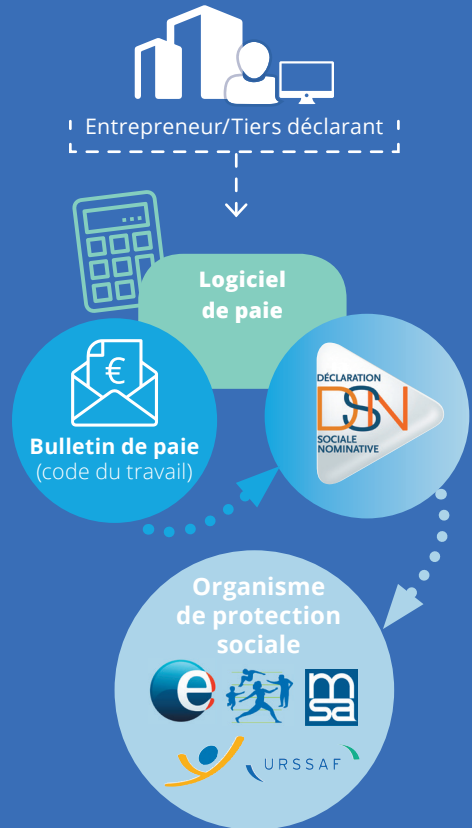 Entrepreneur/Tiers déclarant
Logiciel
de paie
€
Bulletin de paie
(code du travail)
DÉCLARATION
DSN
SOCIALE
NOMINATIVE
Organisme
de protection
sociale
e
msa
URSSAF